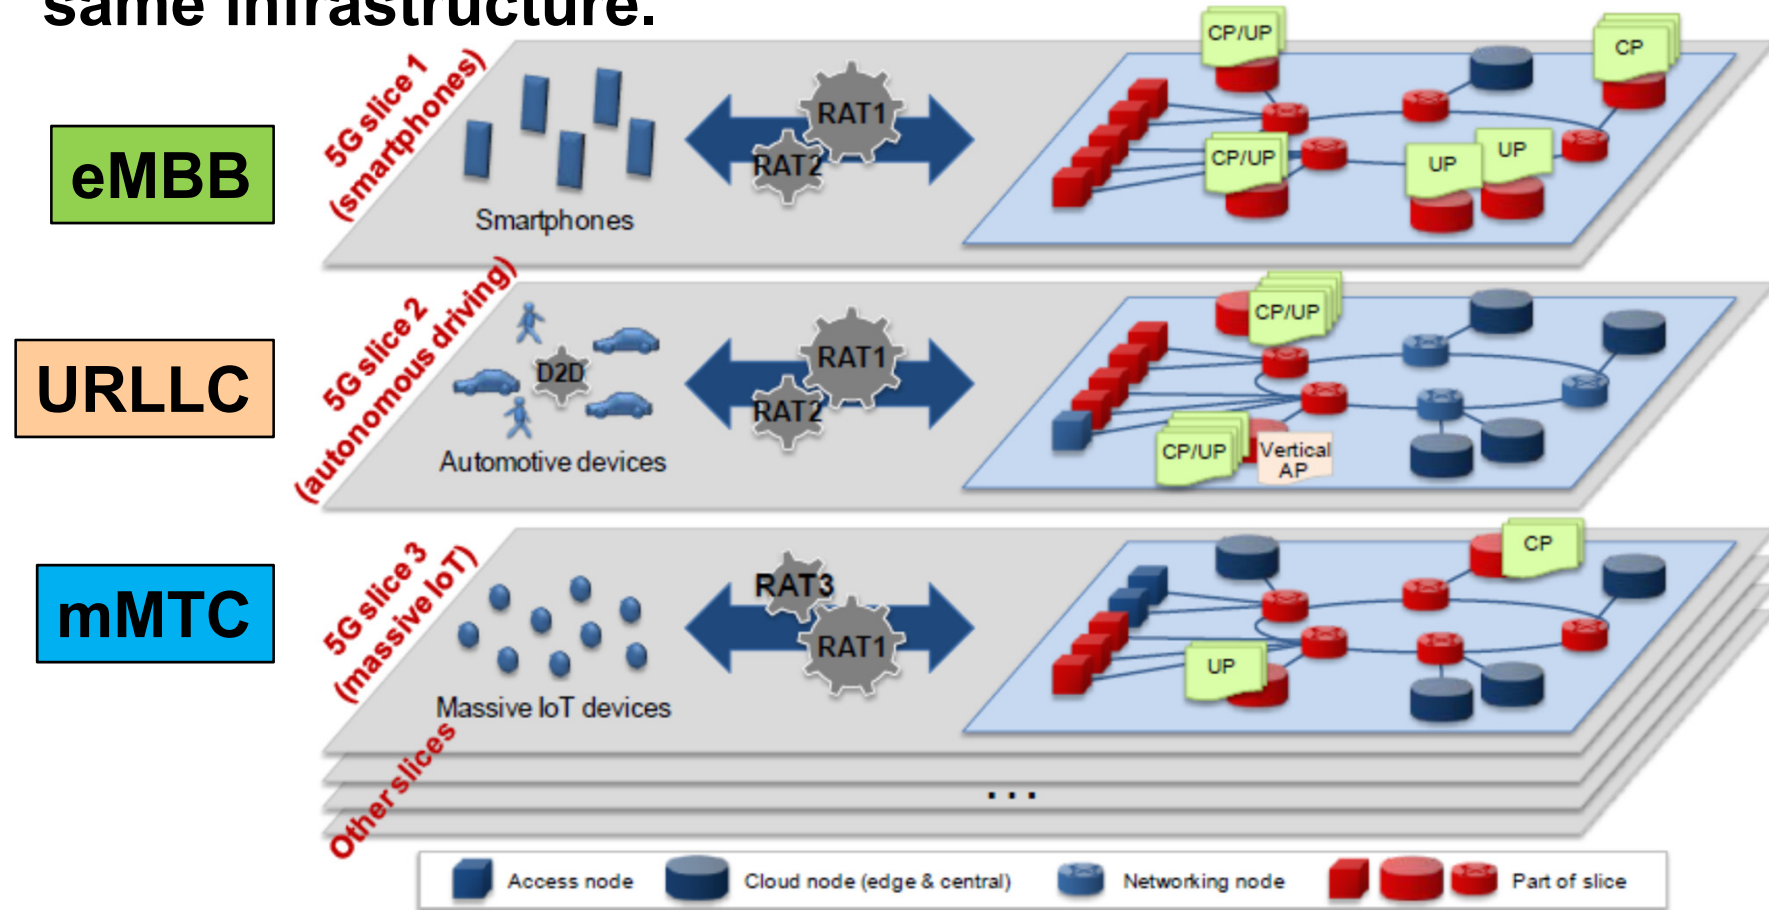 same infrastructure.
eMBB
5G slice 1
(smartphones)
Smartphones
RAT1
RAT2
CP/UP
CP
CP/UP
UP
UP
URLLC
5G slice 2
(autonomous driving)
D2D
Automotive devices
RAT1
RAT2
CP/UP
CP/UP
Vertical
AP
mMTC
5G slice 3
(massive IoT)
Massive IoT devices
RAT3
RAT1
CP
UP
Other slices
...
Access node
Cloud node (edge & central)
Networking node
Part of slice